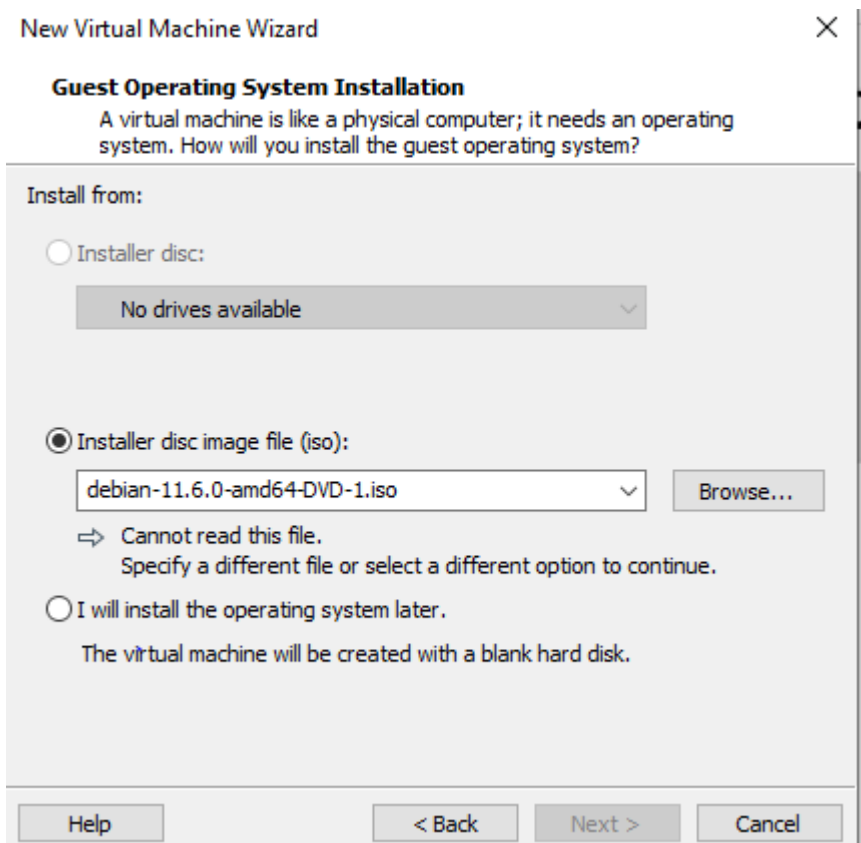 New Virtual Machine Wizard
Guest Operating System Installation
A virtual machine is like a physical computer; it needs an operating
system. How will you install the guest operating system?
Install from:
Installer disc:
No drives available
Installer disc image file (iso):
debian-11.6.0-amd64-DVD-1.iso
Browse...
Cannot read this file.
Specify a different file or select a different option to continue.
I will install the operating system later.
The virtual machine will be created with a blank hard disk.
Help
< Back
Next >
Cancel